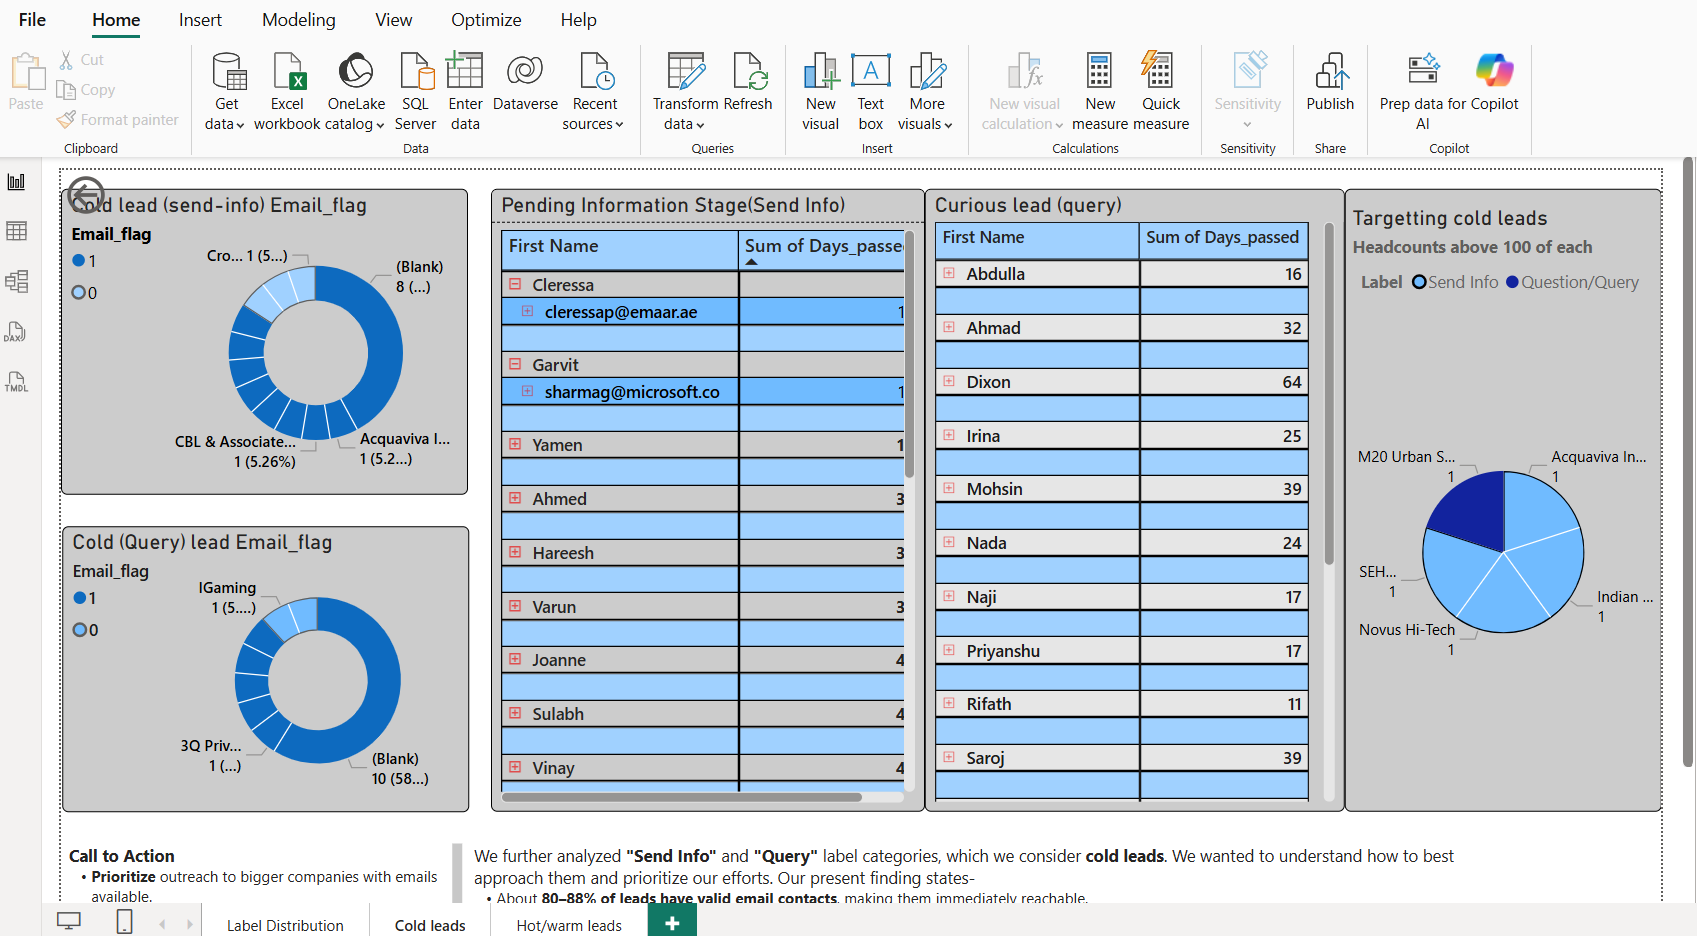 File Home Insert Modeling View Optimize Help
Paste
Cut
Copy
Format painter
Clipboard
Get data
Excel workbook
OneLake catalog
SQL Server
Enter data
Dataverse
Recent sources
Data
Transform data
Refresh
Queries
New visual
Text box
More visuals
Insert
New visual calculation
New measure
Quick measure
Calculations
Sensitivity
Sensitivity
Publish
Share
Prep data for AI
Copilot
Copilot
DAX
TMDL
Cold lead (send-info) Email_flag
Email_flag
1
0
Cro... 1 (5...)
(Blank)
8 (...)
CBL & Associate...
1 (5.26%)
Acquaviva I...
1 (5.2...)
Cold (Query) lead Email_flag
Email_flag
1
0
IGaming
1 (5....)
3Q Priv...
1 (...)
(Blank)
10 (58...)
Pending Information Stage(Send Info)
First Name Sum of Days_passe
Cleressa
cleressap@emaar.ae 1
Garvit
sharmag@microsoft.co 1
Yamen 1
Ahmed 3
Hareesh 3
Varun 3
Joanne 4
Sulabh 4
Vinay 4
Curious lead (query)
First Name Sum of Days_passed
Abdulla 16
Ahmad 32
Dixon 64
Irina 25
Mohsin 39
Nada 24
Naji 17
Priyanshu 17
Rifath 11
Saroj 39
Targetting cold leads
Headcounts above 100 of each
Label Send Info Question/Query
M20 Urban S...
1
Acquaviva In...
1
SEH...
1
Indian ...
1
Novus Hi-Tech
1
Call to Action
• Prioritize outreach to bigger companies with emails
available.
We further analyzed "Send Info" and "Query" label categories, which we consider cold leads. We wanted to understand how to best
approach them and prioritize our efforts. Our present finding states-
• About 80–88% of leads have valid email contacts, making them immediately reachable.
Label Distribution Cold leads Hot/warm leads +